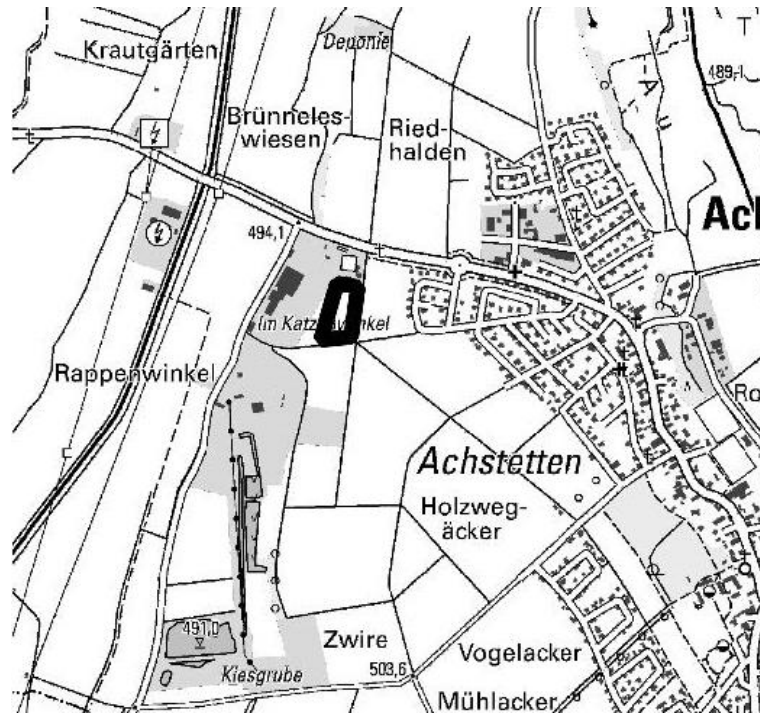 Krautgärten
Deponie
T
489,1
Brünneles-
wiesen
Ried-
halden
A
u
Ach
494,1
Im Katzenwinkel
Rappenwinkel
Ro
Achstetten
Holzweg-
äcker
491,0
Zwire
Kiesgrube
503,6
Vogelacker
Mühlacker